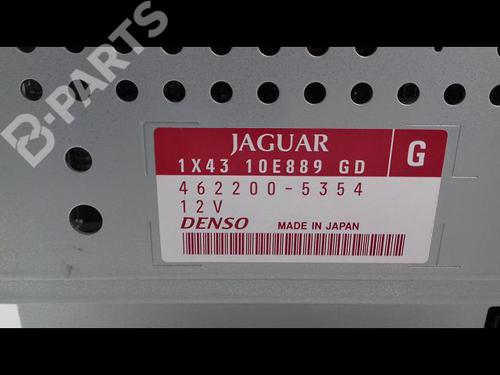 B-PARTS
JAGUAR
G
1X43 10E889 GD
462200-5354
12V
DENSO MADE IN JAPAN